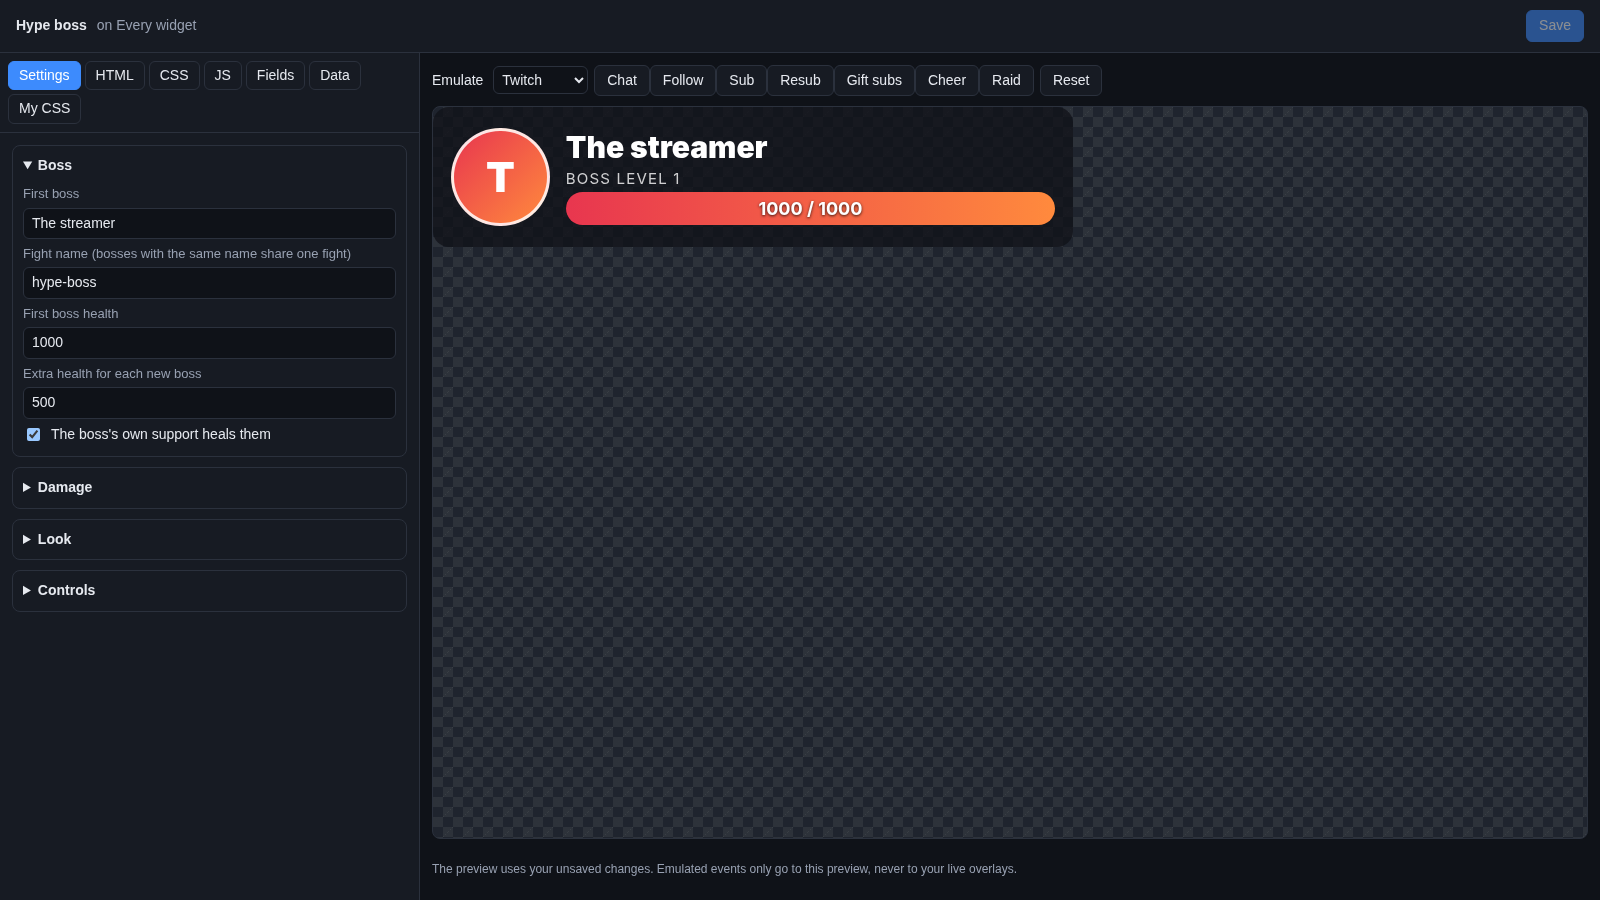 Hype boss on Every widget
Save
Settings HTML CSS JS Fields Data
My CSS
Boss
First boss
The streamer
Fight name (bosses with the same name share one fight)
hype-boss
First boss health
1000
Extra health for each new boss
500
The boss's own support heals them
Damage
Look
Controls
Emulate Twitch Chat Follow Sub Resub Gift subs Cheer Raid Reset
T
The streamer
BOSS LEVEL 1
1000 / 1000
The preview uses your unsaved changes. Emulated events only go to this preview, never to your live overlays.